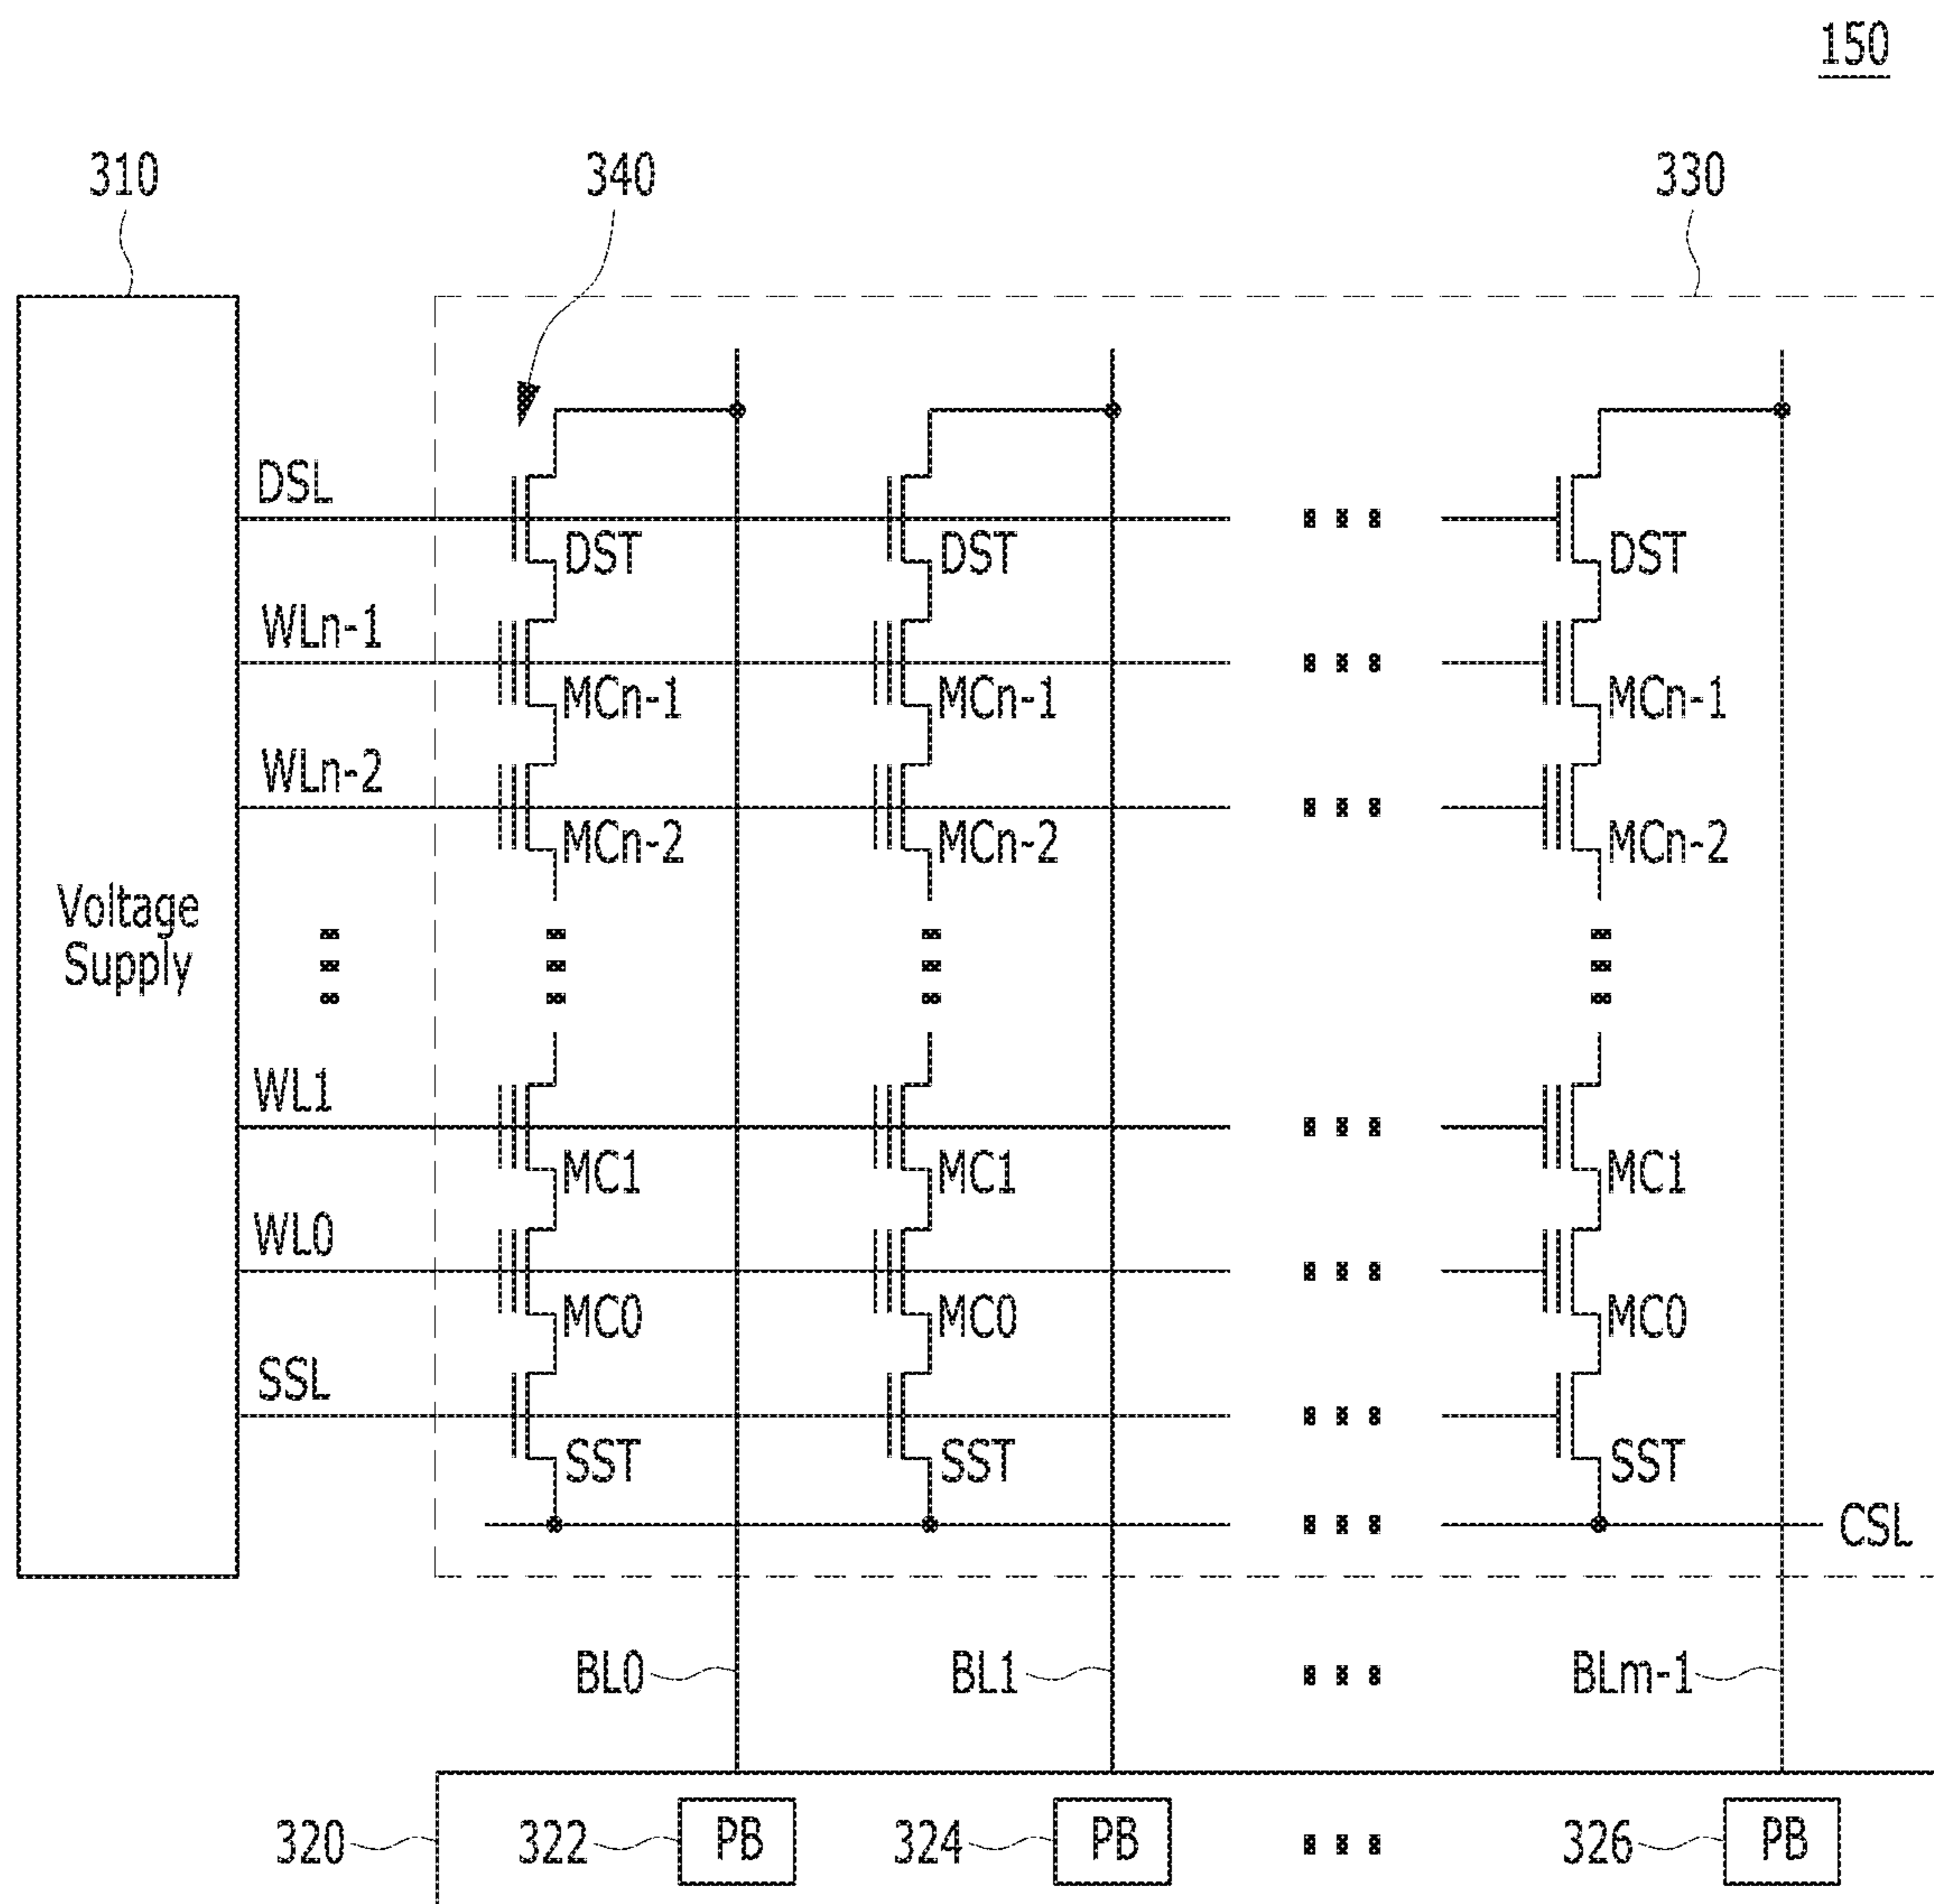 150
310 340 330
DSL
DST DST DST
WLn-1
MCn-1 MCn-1 MCn-1
WLn-2
MCn-2 MCn-2 MCn-2
Voltage
Supply
WL1
MC1 MC1 MC1
WL0
MC0 MC0 MC0
SSL
SST SST SST
CSL
BL0 BL1 BLm-1
320 322 PB 324 PB 326 PB